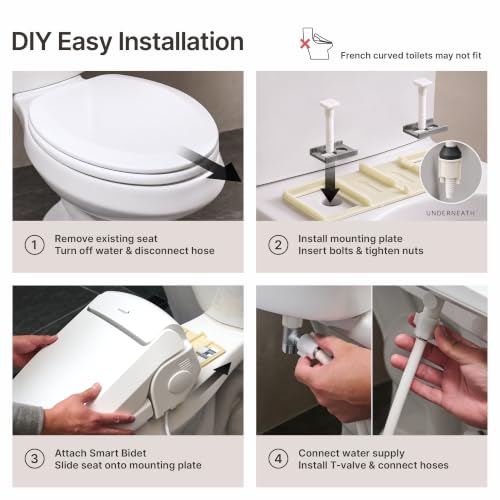 DIY Easy Installation
French curved toilets may not fit
UNDERNEATH
1 Remove existing seat
Turn off water & disconnect hose
2 Install mounting plate
Insert bolts & tighten nuts
3 Attach Smart Bidet
Slide seat onto mounting plate
4 Connect water supply
Install T-valve & connect hoses